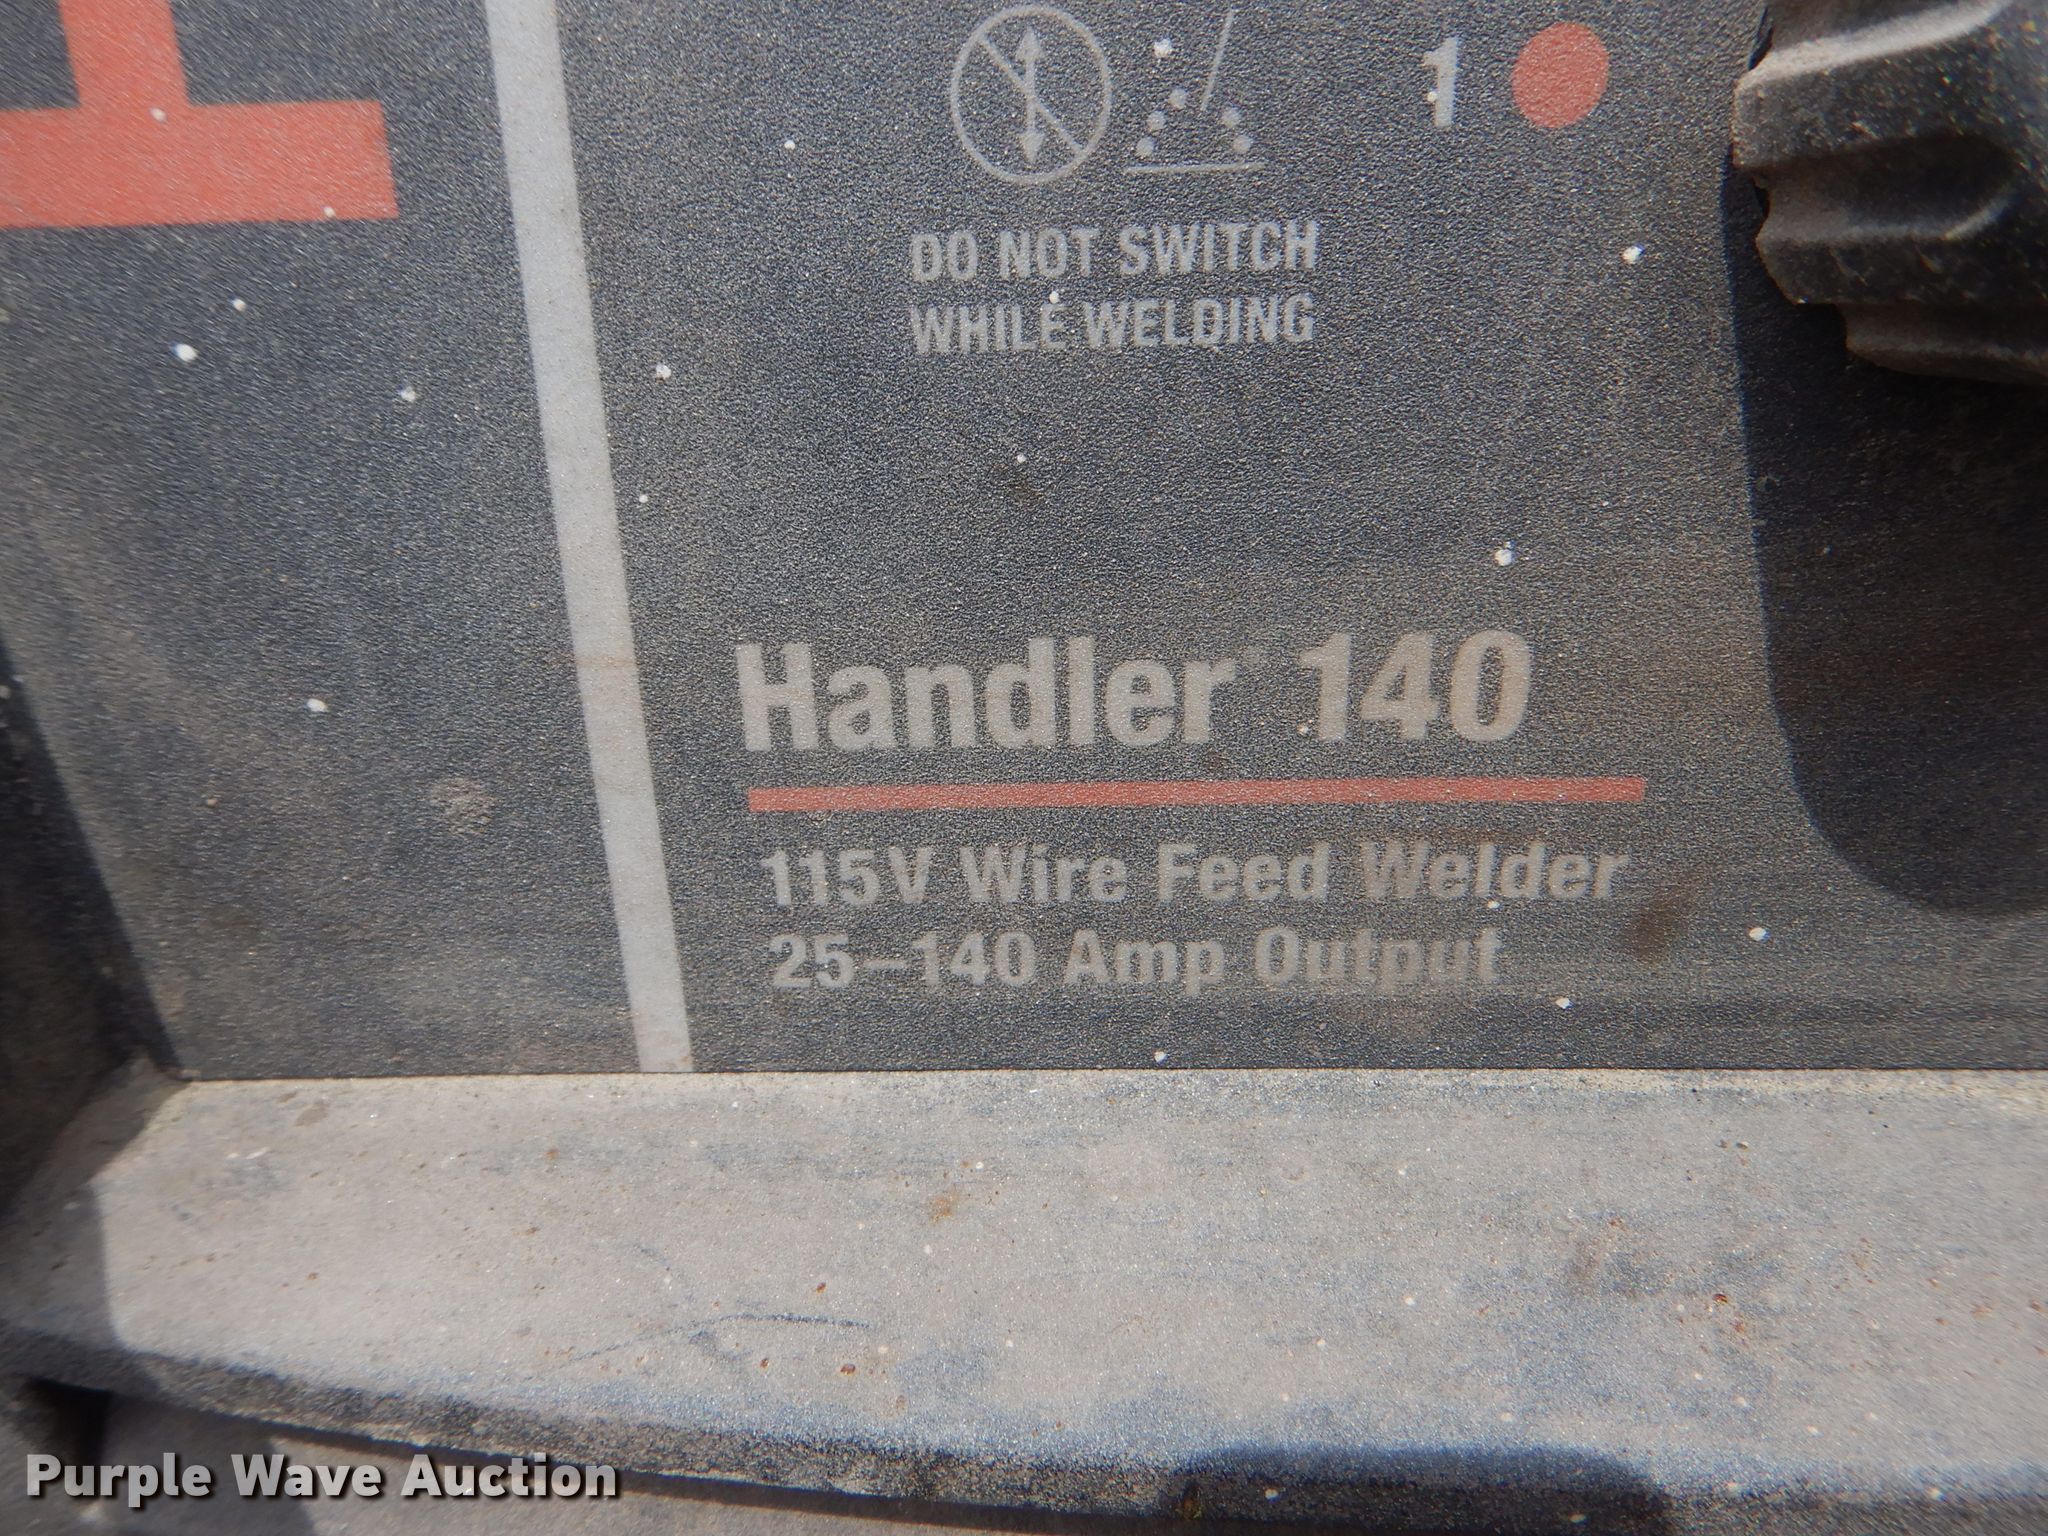 1
DO NOT SWITCH
WHILE WELDING
Handler 140
115V Wire Feed Welder
25-140 Amp Output
Purple Wave Auction